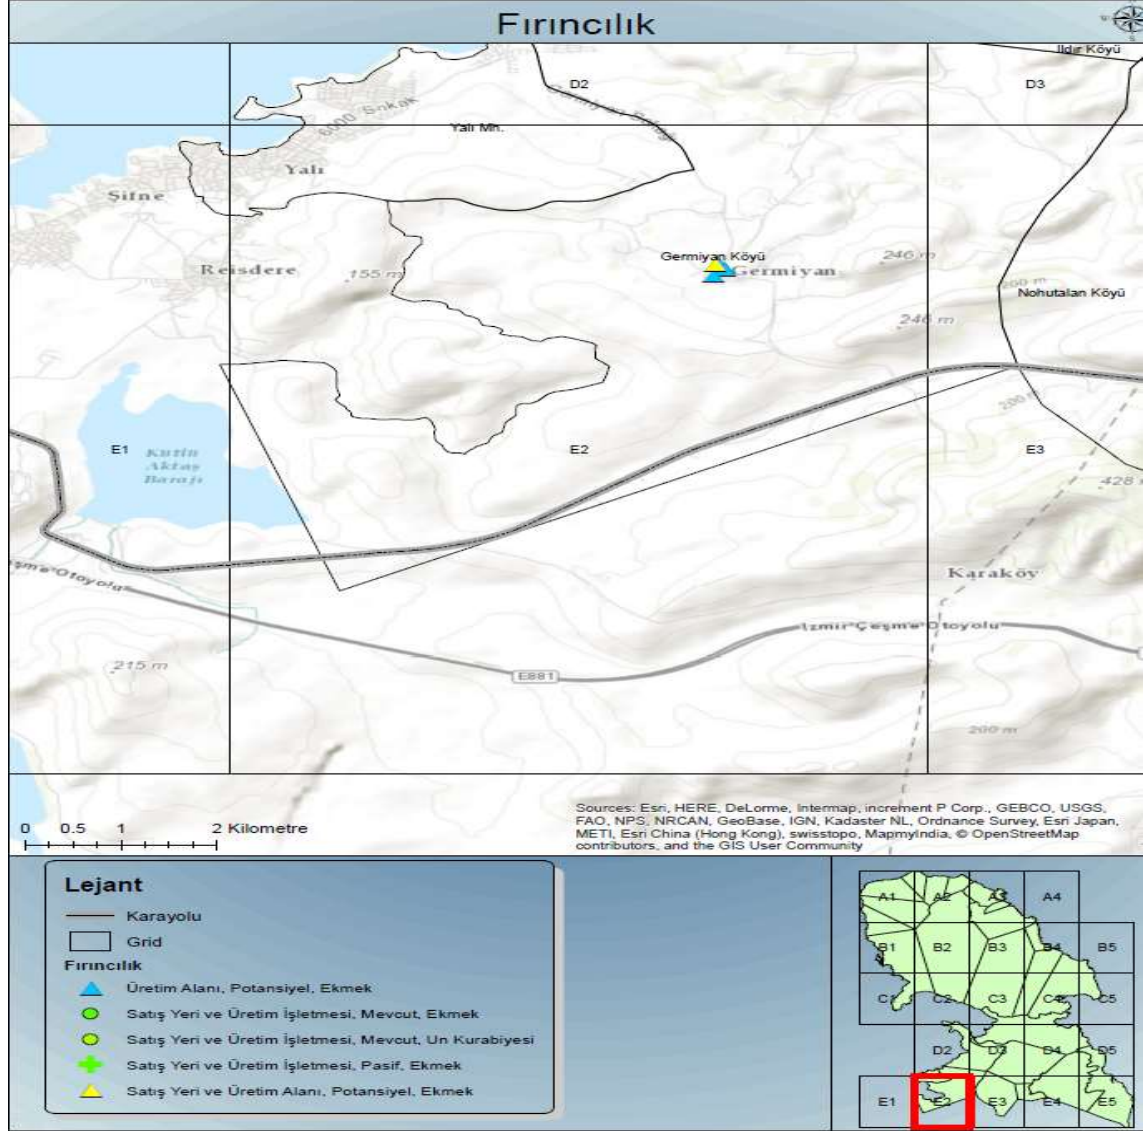 Fırıncılık
W
S
Ildır Köyü
D2
D3
6000 Sokak
Yalı Mh.
Yalı
Şifne
Germiyan Köyü
Germiyan
246 m
Reisdere
155 m
260 m
Nohutalan Köyü
246 m
200 m
E1
Kutlu
Aktaş
Barajı
E2
E3
428 m
Karaköy
şme Otoyolu
İzmir Çeşme Otoyolu
215 m
E881
200 m
0 0.5 1 2 Kilometre
Sources: Esri, HERE, DeLorme, Intermap, increment P Corp., GEBCO, USGS,
FAO, NPS, NRCAN, GeoBase, IGN, Kadaster NL, Ordnance Survey, Esri Japan,
METI, Esri China (Hong Kong), swisstopo, MapmyIndia, © OpenStreetMap
contributors, and the GIS User Community
Lejant
Karayolu
Grid
Fırıncılık
Üretim Alanı, Potansiyel, Ekmek
Satış Yeri ve Üretim İşletmesi, Mevcut, Ekmek
Satış Yeri ve Üretim İşletmesi, Mevcut, Un Kurabiyesi
Satış Yeri ve Üretim İşletmesi, Pasif, Ekmek
Satış Yeri ve Üretim Alanı, Potansiyel, Ekmek
A1 A2 A3 A4
B1 B2 B3 B4 B5
C1 C2 C3 C4 C5
D2 D3 D4 D5
E1 E2 E3 E4 E5